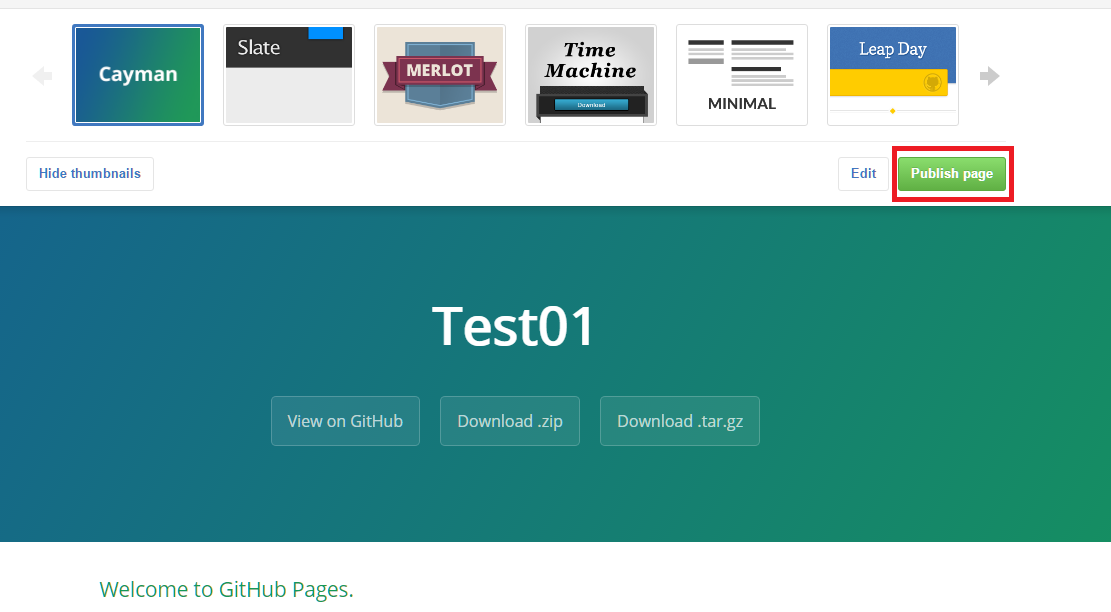 Cayman
Slate
MERLOT
Time
Machine
Download
MINIMAL
Leap Day
Hide thumbnails
Edit
Publish page
Test01
View on GitHub
Download .zip
Download .tar.gz
Welcome to GitHub Pages.